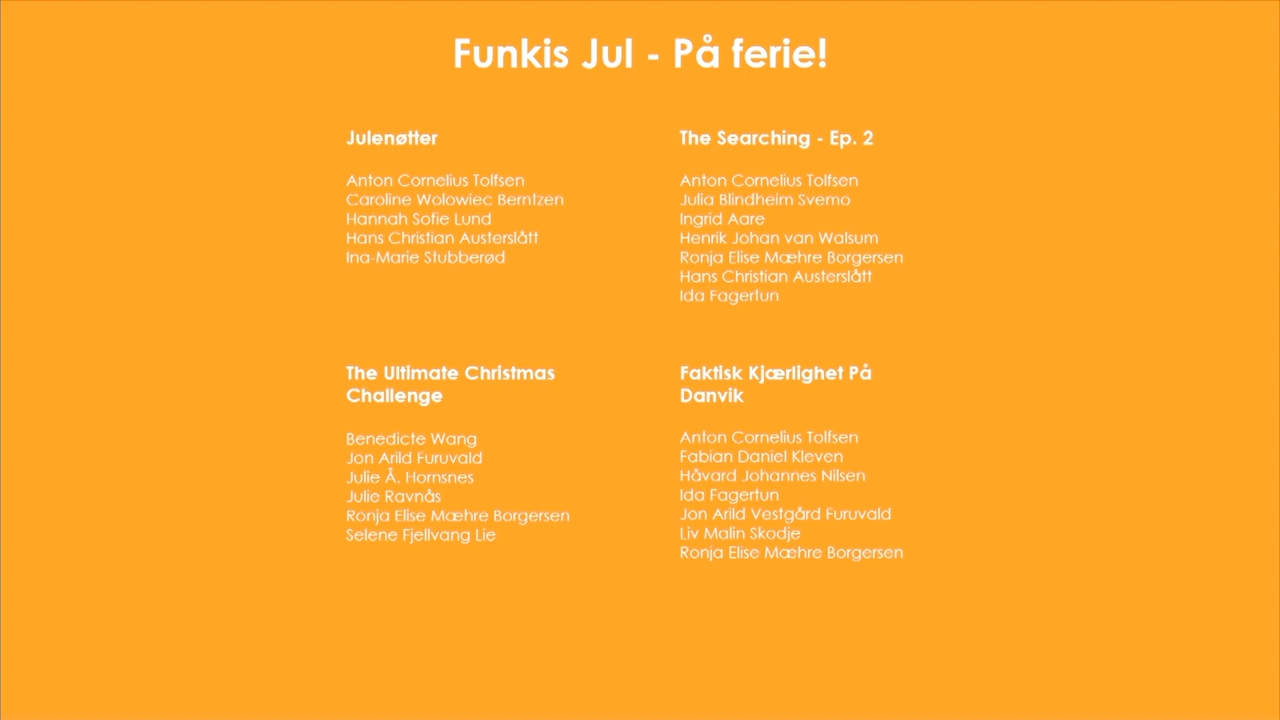 Funkis Jul - På ferie!
Julenøtter
Anton Cornelius Tolfsen
Caroline Wolowiec Berntzen
Hannah Sofie Lund
Hans Christian Austerslått
Ina-Marie Stubberød
The Searching - Ep. 2
Anton Cornelius Tolfsen
Julia Blindheim Svemo
Ingrid Aare
Henrik Johan van Walsum
Ronja Elise Mæhre Borgersen
Hans Christian Austerslått
Ida Fagertun
The Ultimate Christmas
Challenge
Benedicte Wang
Jon Arild Furuvald
Julie Å. Hornsnes
Julie Ravnås
Ronja Elise Mæhre Borgersen
Selene Fjellvang Lie
Faktisk Kjærlighet På
Danvik
Anton Cornelius Tolfsen
Fabian Daniel Kleven
Håvard Johannes Nilsen
Ida Fagertun
Jon Arild Vestgård Furuvald
Liv Malin Skodje
Ronja Elise Mæhre Borgersen